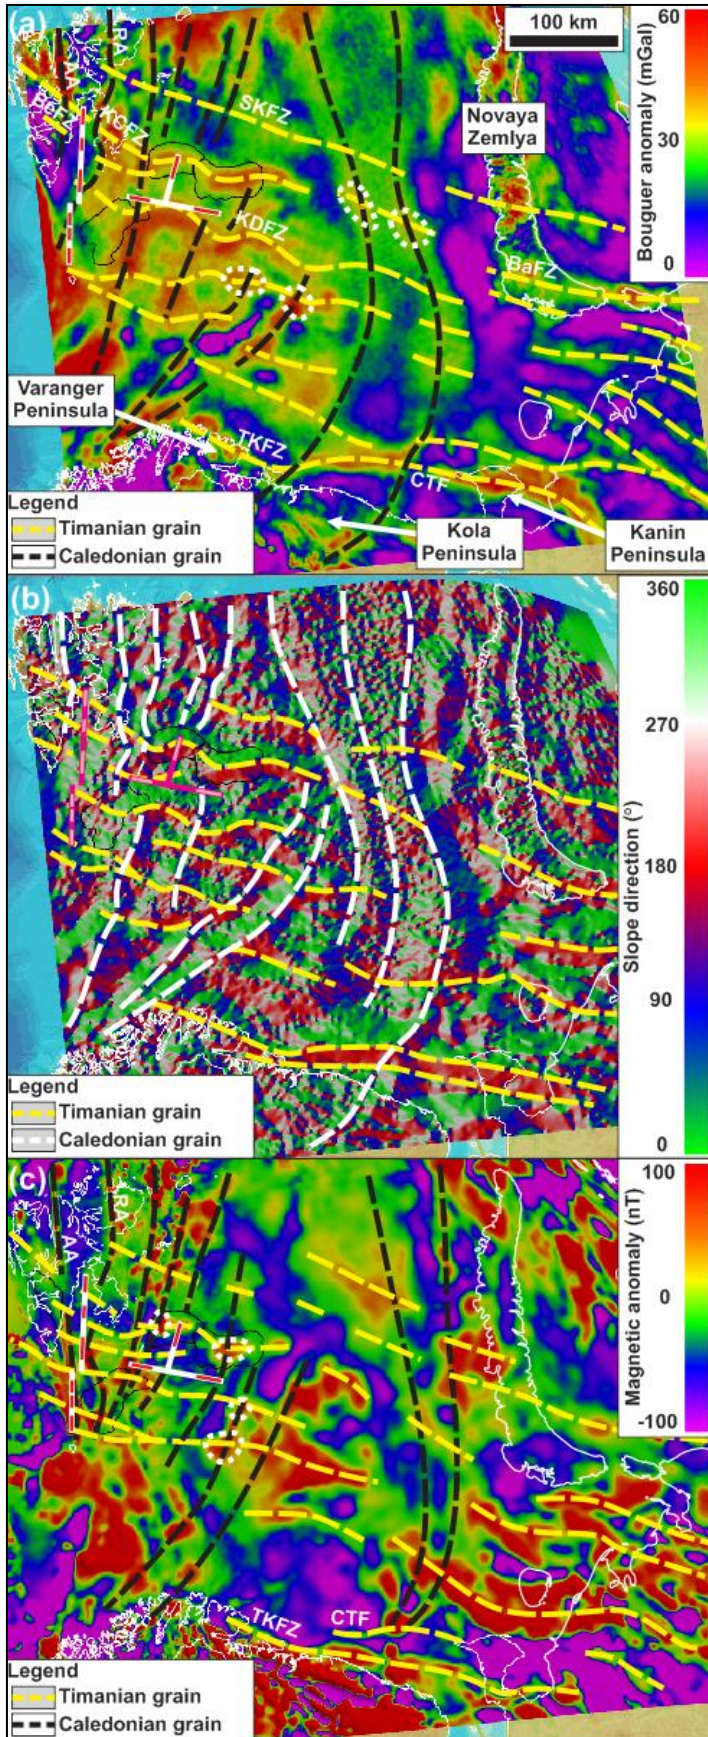 (a)
RA
AA
BeFZ
KCFZ
SKFZ
100 km
Novaya
Zemlya
60
30
0
Bouguer anomaly (mGal)
KDFZ
BaFZ
Varanger
Peninsula
TKFZ
CTF
Legend
Timanian grain
Caledonian grain
Kola
Peninsula
Kanin
Peninsula
(b)
360
270
180
90
0
Slope direction (°)
Legend
Timanian grain
Caledonian grain
(c)
RA
AA
100
0
-100
Magnetic anomaly (nT)
TKFZ
CTF
Legend
Timanian grain
Caledonian grain